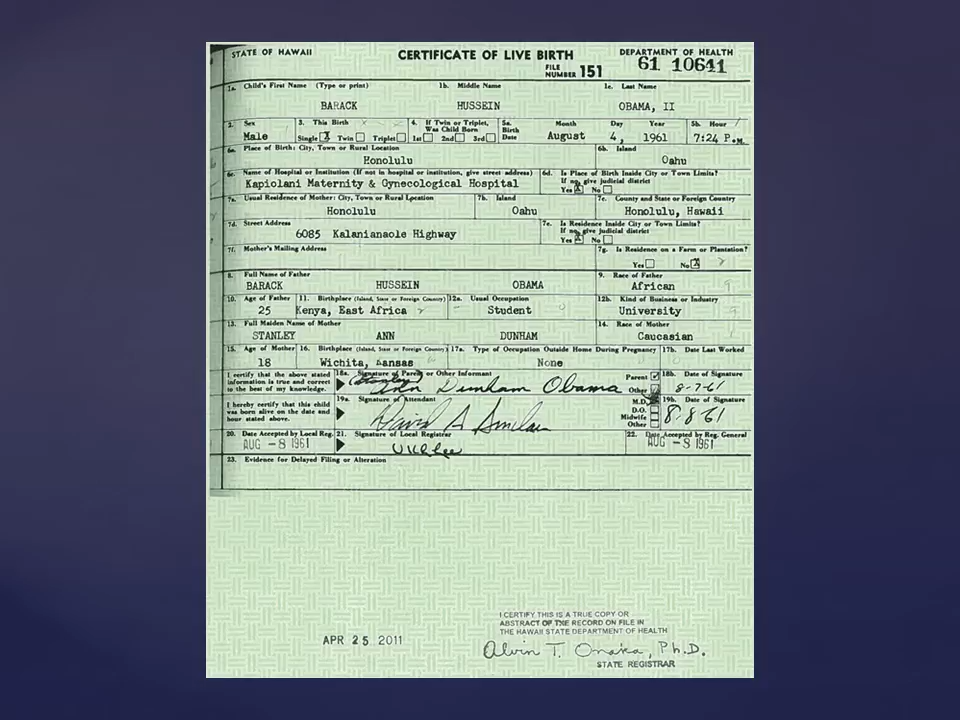 STATE OF HAWAII CERTIFICATE OF LIVE BIRTH DEPARTMENT OF HEALTH
FILE NUMBER 151 61 10641
1a. Child's First Name (Type or print) 1b. Middle Name 1c. Last Name
BARACK HUSSEIN OBAMA, II
2. Sex 3. This Birth 4. If Twin or Triplet, Was Child Born 5a. Birth Date Month Day Year 5b. Hour
Male Single X Twin Triplet 1st 2nd 3rd August 4, 1961 7:24 P.M.
6a. Place of Birth: City, Town or Rural Location 6b. Island
Honolulu Oahu
6c. Name of Hospital or Institution (If not in hospital or institution, give street address) 6d. Is Place of Birth Inside City or Town Limits? If no, give judicial district
Kapiolani Maternity & Gynecological Hospital Yes X No
7a. Usual Residence of Mother: City, Town or Rural Location 7b. Island 7c. County and State or Foreign Country
Honolulu Oahu Honolulu, Hawaii
7d. Street Address 7e. Is Residence Inside City or Town Limits? If no, give judicial district
6085 Kalanianaole Highway Yes X No
7f. Mother's Mailing Address 7g. Is Residence on a Farm or Plantation?
Yes No X
8. Full Name of Father 9. Race of Father
BARACK HUSSEIN OBAMA African
10. Age of Father 11. Birthplace (Island, State or Foreign Country) 12a. Usual Occupation 12b. Kind of Business or Industry
25 Kenya, East Africa Student University
13. Full Maiden Name of Mother 14. Race of Mother
STANLEY ANN DUNHAM Caucasian
15. Age of Mother 16. Birthplace (Island, State or Foreign Country) 17a. Type of Occupation Outside Home During Pregnancy 17b. Date Last Worked
18 Wichita, Kansas None
I certify that the above stated information is true and correct to the best of my knowledge. 18a. Signature of Parent or Other Informant Parent Other 18b. Date of Signature
(Stanley) Ann Dunham Obama 8-7-61
I hereby certify that this child was born alive on the date and hour stated above. 19a. Signature of Attendant M.D. D.O. Midwife Other 19b. Date of Signature
David A Sinclair 8-8-61
20. Date Accepted by Local Reg. 21. Signature of Local Registrar 22. Date Accepted by Reg. General
AUG -8 1961 UKLee AUG -8 1961
23. Evidence for Delayed Filing or Alteration
I CERTIFY THIS IS A TRUE COPY OR
ABSTRACT OF THE RECORD ON FILE IN
THE HAWAII STATE DEPARTMENT OF HEALTH
APR 25 2011
Alvin T. Onaka, Ph.D.
STATE REGISTRAR